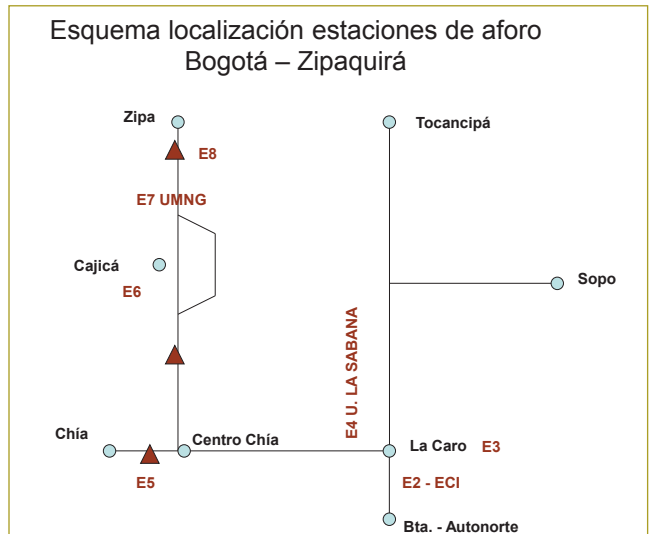 Esquema localización estaciones de aforo
Bogotá – Zipaquirá
Zipa
Tocancipá
E8
E7 UMNG
Cajicá
Sopo
E6
E4 U. LA SABANA
Chía
Centro Chía
La Caro
E3
E5
E2 - ECI
Bta. - Autonorte